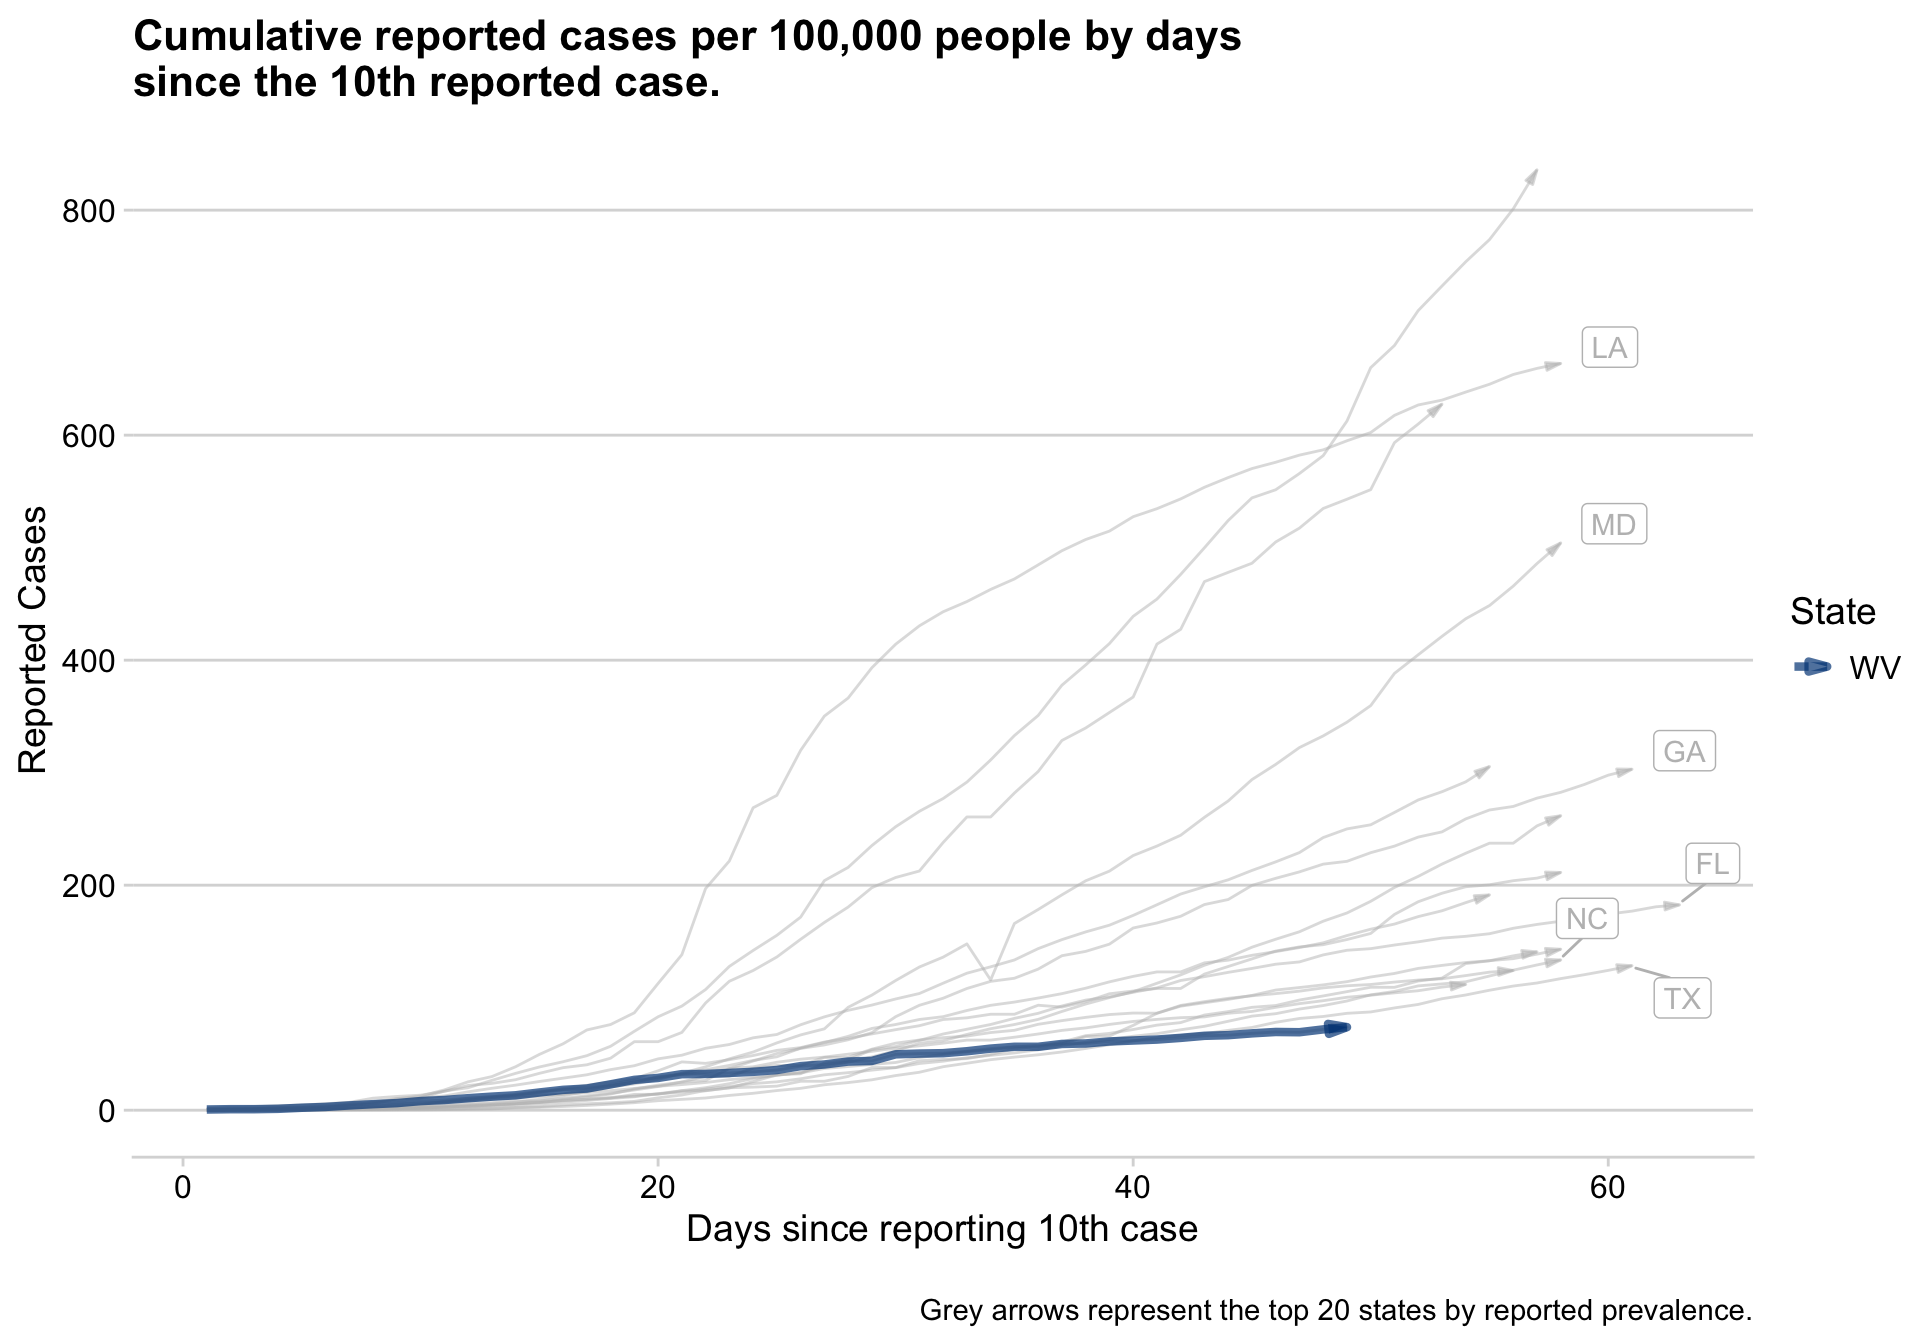 Cumulative reported cases per 100,000 people by days
since the 10th reported case.
800
600
400
200
0
Reported Cases
LA
MD
GA
FL
NC
TX
State
WV
0
20
40
60
Days since reporting 10th case
Grey arrows represent the top 20 states by reported prevalence.